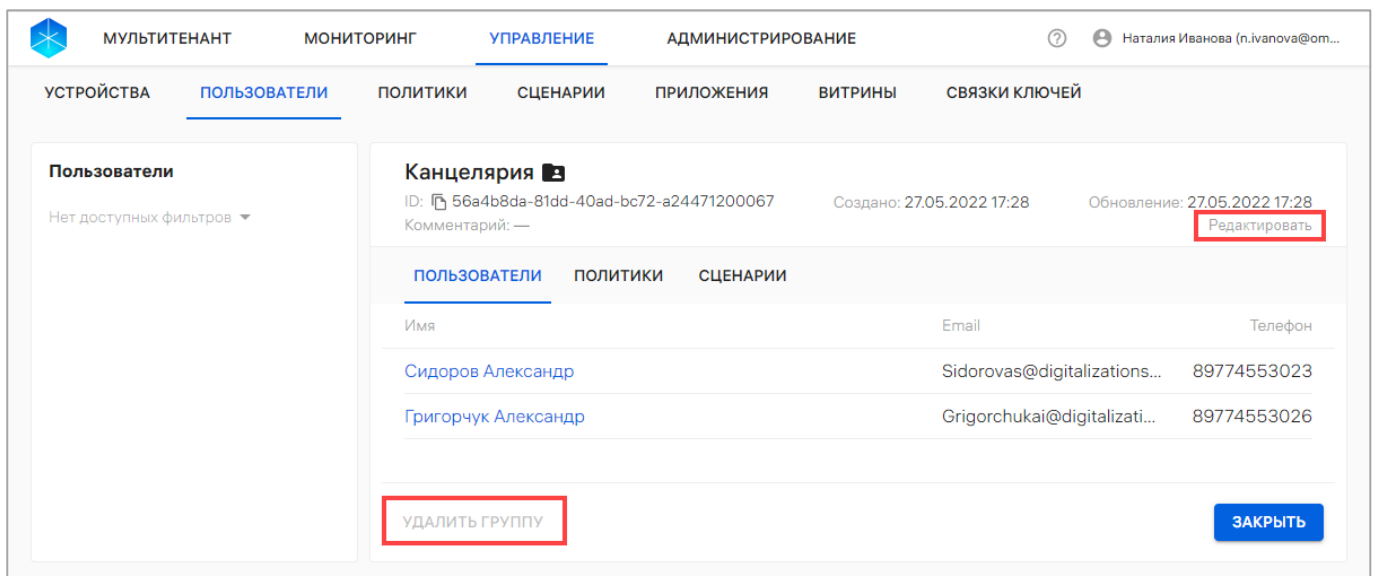 МУЛЬТИТЕНАНТ МОНИТОРИНГ УПРАВЛЕНИЕ АДМИНИСТРИРОВАНИЕ Наталия Иванова (n.ivanova@om...
УСТРОЙСТВА ПОЛЬЗОВАТЕЛИ ПОЛИТИКИ СЦЕНАРИИ ПРИЛОЖЕНИЯ ВИТРИНЫ СВЯЗКИ КЛЮЧЕЙ
Пользователи
Нет доступных фильтров
Канцелярия
ID: 56a4b8da-81dd-40ad-bc72-a24471200067 Создано: 27.05.2022 17:28 Обновление: 27.05.2022 17:28
Комментарий: — Редактировать
ПОЛЬЗОВАТЕЛИ ПОЛИТИКИ СЦЕНАРИИ
Имя Email Телефон
Сидоров Александр Sidorovas@digitalizations... 89774553023
Григорчук Александр Grigorchukai@digitalizati... 89774553026
УДАЛИТЬ ГРУППУ ЗАКРЫТЬ